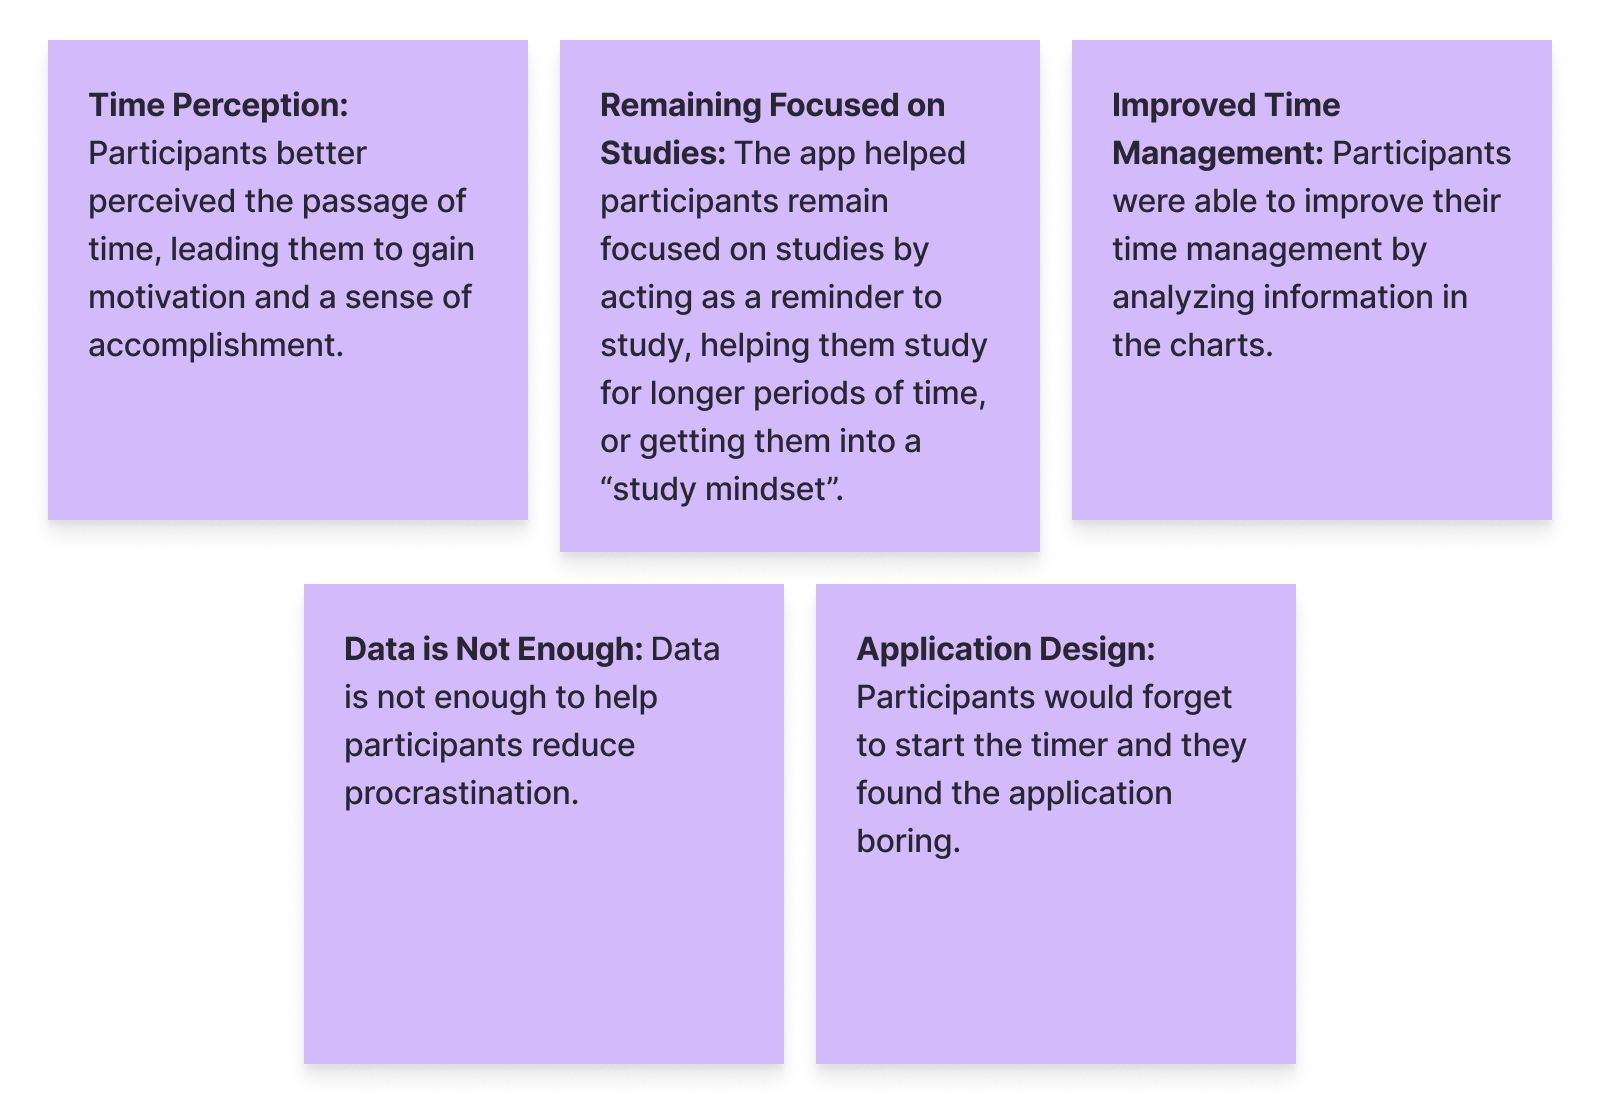 Time Perception:
Participants better
perceived the passage of
time, leading them to gain
motivation and a sense of
accomplishment.
Remaining Focused on
Studies: The app helped
participants remain
focused on studies by
acting as a reminder to
study, helping them study
for longer periods of time,
or getting them into a
“study mindset”.
Improved Time
Management: Participants
were able to improve their
time management by
analyzing information in
the charts.
Data is Not Enough: Data
is not enough to help
participants reduce
procrastination.
Application Design:
Participants would forget
to start the timer and they
found the application
boring.